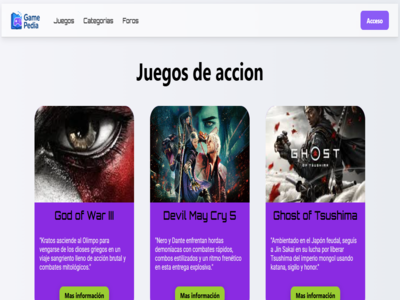 Game
Pedia
Juegos
Categorias
Foros
Acceso
Juegos de accion
GHOST
OF TSUSHIMA
God of War III
Devil May Cry 5
Ghost of Tsushima
"Kratos asciende al Olimpo para
vengarse de los dioses griegos en un
viaje sangriento lleno de acción brutal y
combates mitológicos."
"Nero y Dante enfrentan hordas
demoníacas con combates rápidos,
combos estilizados y un ritmo frenético
en esta entrega explosiva."
"Ambientado en el Japón feudal, seguís
a Jin Sakai en su lucha por liberar
Tsushima del imperio mongol usando
katana, sigilo y honor."
Mas información
Mas información
Mas información